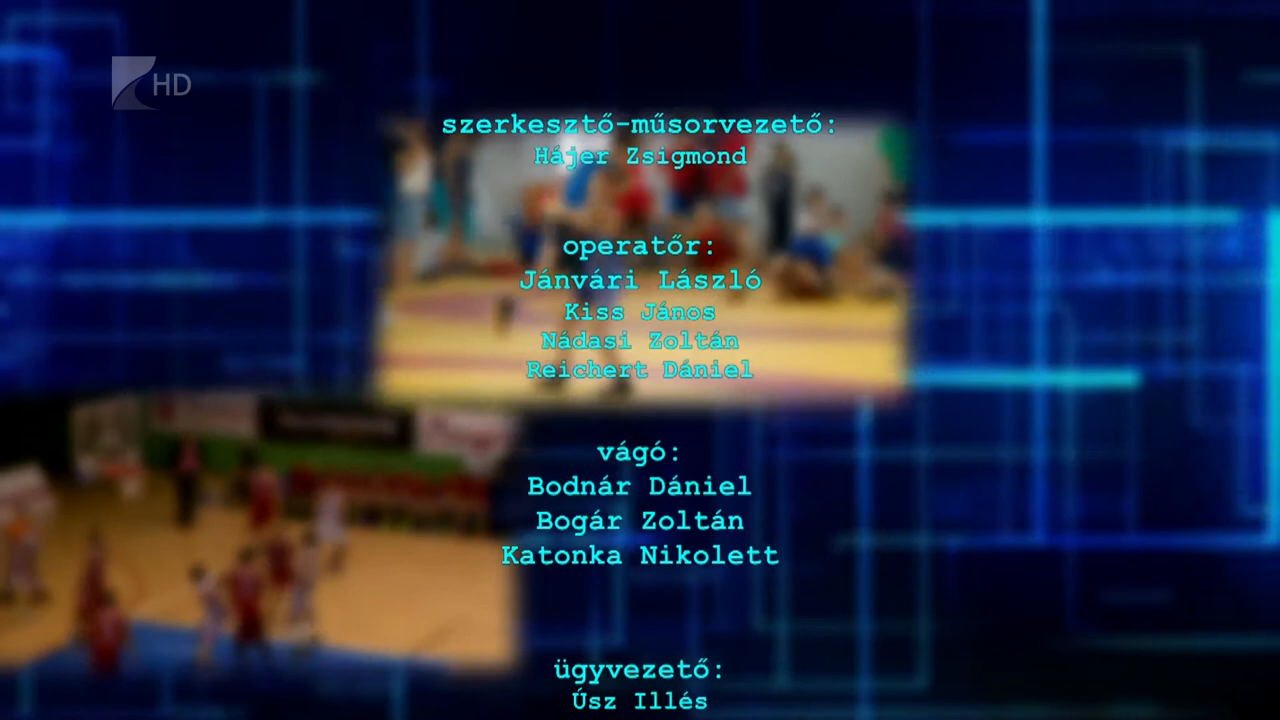 HD
szerkesztő-műsorvezető:
Hájer Zsigmond
operatőr:
Jánvári László
Kiss János
Nádasi Zoltán
Reichert Dániel
vágó:
Bodnár Dániel
Bogár Zoltán
Katonka Nikolett
ügyvezető:
Úsz Illés